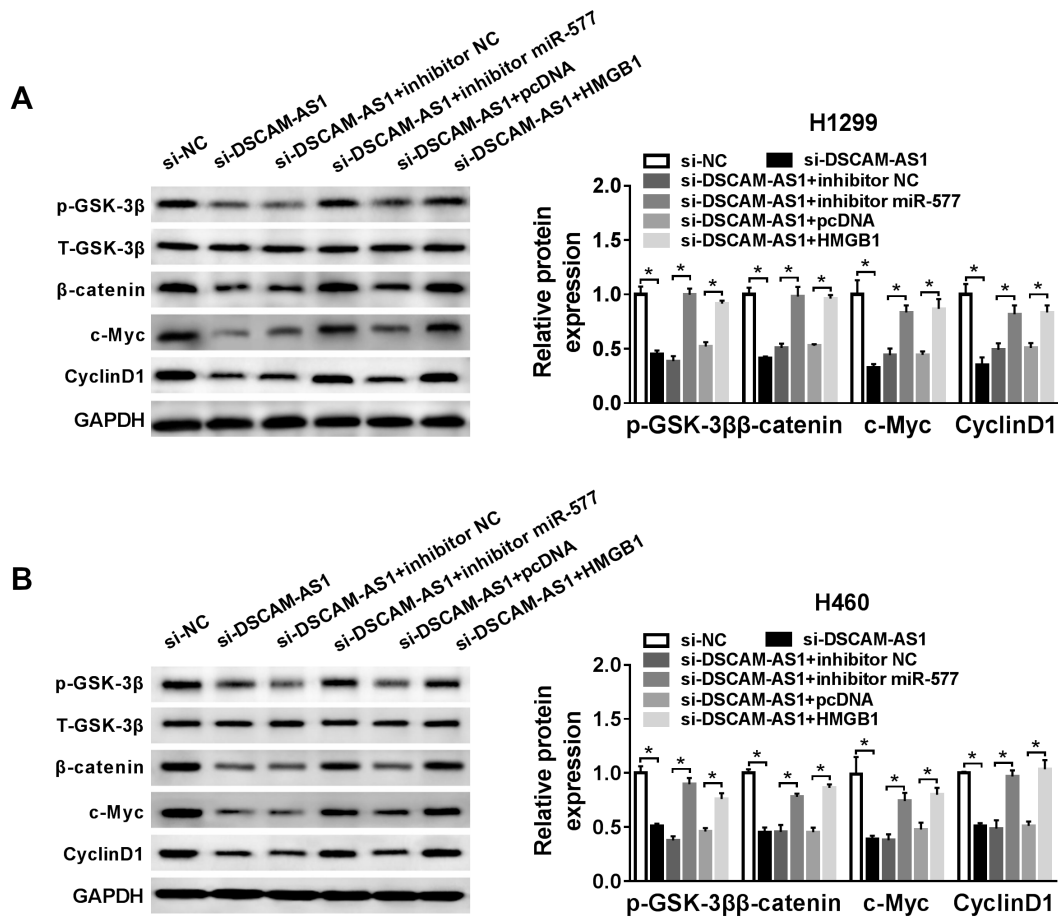 A
si-NC
si-DSCAM-AS1
si-DSCAM-AS1+inhibitor NC
si-DSCAM-AS1+inhibitor miR-577
si-DSCAM-AS1+pcDNA
si-DSCAM-AS1+HMGB1
p-GSK-3β
T-GSK-3β
β-catenin
c-Myc
CyclinD1
GAPDH
H1299
si-NC si-DSCAM-AS1
si-DSCAM-AS1+inhibitor NC
si-DSCAM-AS1+inhibitor miR-577
si-DSCAM-AS1+pcDNA
si-DSCAM-AS1+HMGB1
Relative protein
expression
2.0
1.5
1.0
0.5
0.0
* * * * * * * * * * * *
p-GSK-3β β-catenin c-Myc CyclinD1
B
si-NC
si-DSCAM-AS1
si-DSCAM-AS1+inhibitor NC
si-DSCAM-AS1+inhibitor miR-577
si-DSCAM-AS1+pcDNA
si-DSCAM-AS1+HMGB1
p-GSK-3β
T-GSK-3β
β-catenin
c-Myc
CyclinD1
GAPDH
H460
si-NC si-DSCAM-AS1
si-DSCAM-AS1+inhibitor NC
si-DSCAM-AS1+inhibitor miR-577
si-DSCAM-AS1+pcDNA
si-DSCAM-AS1+HMGB1
Relative protein
expression
2.0
1.5
1.0
0.5
0.0
* * * * * * * * * * * *
p-GSK-3β β-catenin c-Myc CyclinD1